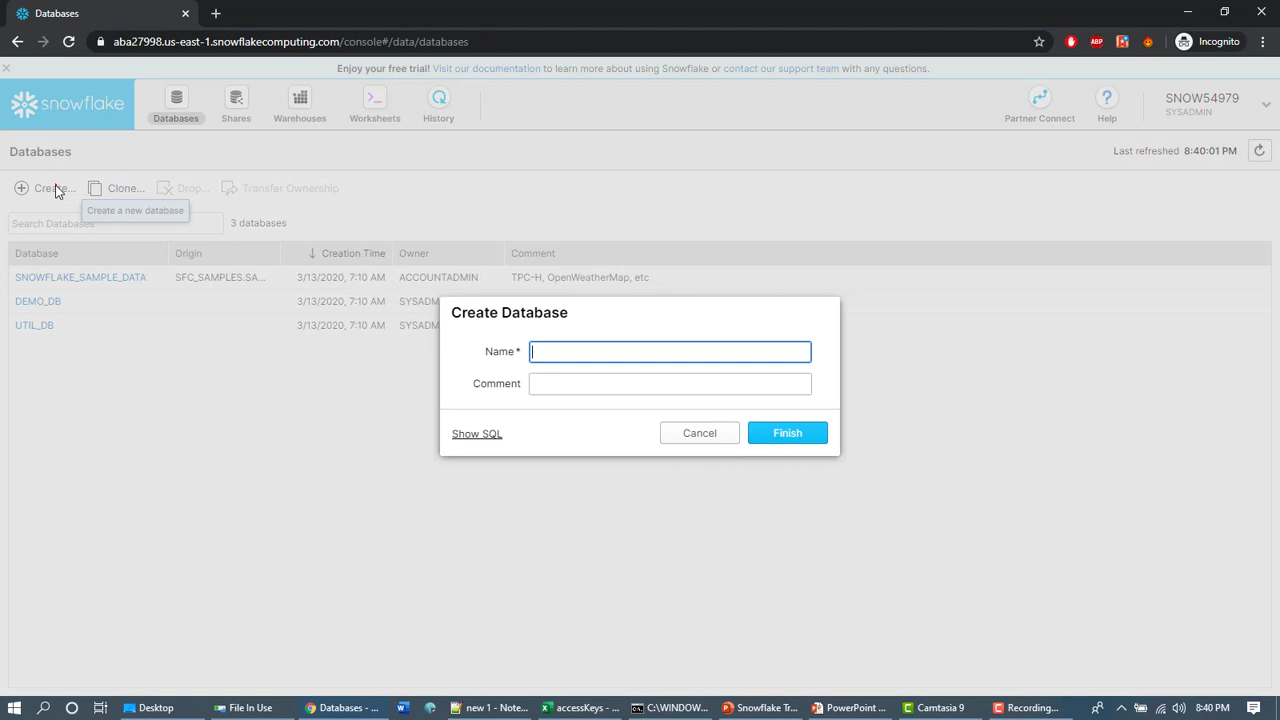 Databases
aba27998.us-east-1.snowflakecomputing.com/console#/data/databases
ABP
Incognito
Enjoy your free trial! Visit our documentation to learn more about using Snowflake or contact our support team with any questions.
snowflake
Databases
Shares
Warehouses
Worksheets
History
Partner Connect
Help
SNOW54979
SYSADMIN
Databases
Last refreshed 8:40:01 PM
Create...
Clone...
Drop...
Transfer Ownership
Create a new database
Search Databases
3 databases
Database Origin Creation Time Owner Comment
SNOWFLAKE_SAMPLE_DATA SFC_SAMPLES.SA... 3/13/2020, 7:10 AM ACCOUNTADMIN TPC-H, OpenWeatherMap, etc
DEMO_DB 3/13/2020, 7:10 AM SYSADM
UTIL_DB 3/13/2020, 7:10 AM SYSADM
Create Database
Name*
Comment
Show SQL
Cancel
Finish
Desktop
File In Use
Databases - ...
new 1 - Note...
accessKeys - ...
C:\WINDOW...
Snowflake Tr...
PowerPoint ...
Camtasia 9
Recording...
8:40 PM